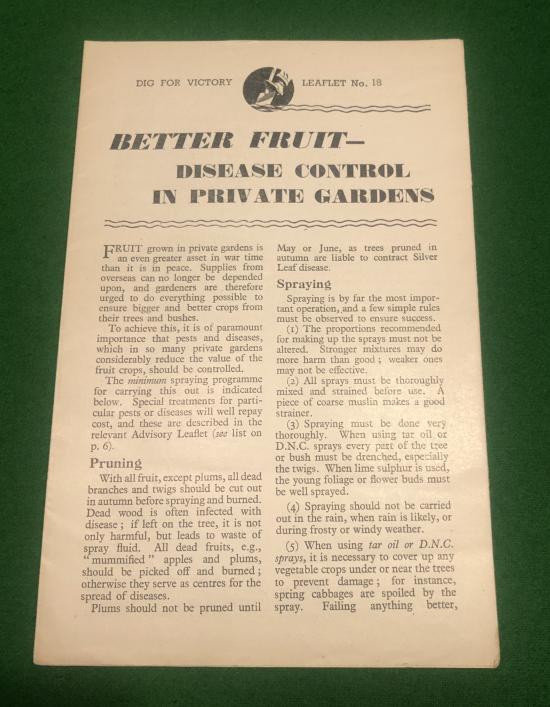 DIG FOR VICTORY LEAFLET No. 18
BETTER FRUIT—
DISEASE CONTROL
IN PRIVATE GARDENS
FRUIT grown in private gardens is
an even greater asset in war time
than it is in peace. Supplies from
overseas can no longer be depended
upon, and gardeners are therefore
urged to do everything possible to
ensure bigger and better crops from
their trees and bushes.
To achieve this, it is of paramount
importance that pests and diseases,
which in so many private gardens
considerably reduce the value of the
fruit crops, should be controlled.
The minimum spraying programme
for carrying this out is indicated
below. Special treatments for parti-
cular pests or diseases will well repay
cost, and these are described in the
relevant Advisory Leaflet (see list on
p. 6).
Pruning
With all fruit, except plums, all dead
branches and twigs should be cut out
in autumn before spraying and burned.
Dead wood is often infected with
disease ; if left on the tree, it is not
only harmful, but leads to waste of
spray fluid. All dead fruits, e.g.,
“ mummified ” apples and plums,
should be picked off and burned ;
otherwise they serve as centres for the
spread of diseases.
Plums should not be pruned until
May or June, as trees pruned in
autumn are liable to contract Silver
Leaf disease.
Spraying
Spraying is by far the most impor-
tant operation, and a few simple rules
must be observed to ensure success.
(1) The proportions recommended
for making up the sprays must not be
altered. Stronger mixtures may do
more harm than good ; weaker ones
may not be effective.
(2) All sprays must be thoroughly
mixed and strained before use. A
piece of coarse muslin makes a good
strainer.
(3) Spraying must be done very
thoroughly. When using tar oil or
D.N.C. sprays every part of the tree
or bush must be drenched, especially
the twigs. When lime sulphur is used,
the young foliage or flower buds must
be well sprayed.
(4) Spraying should not be carried
out in the rain, when rain is likely, or
during frosty or windy weather.
(5) When using tar oil or D.N.C.
sprays, it is necessary to cover up any
vegetable crops under or near the trees
to prevent damage ; for instance,
spring cabbages are spoiled by the
spray. Failing anything better,